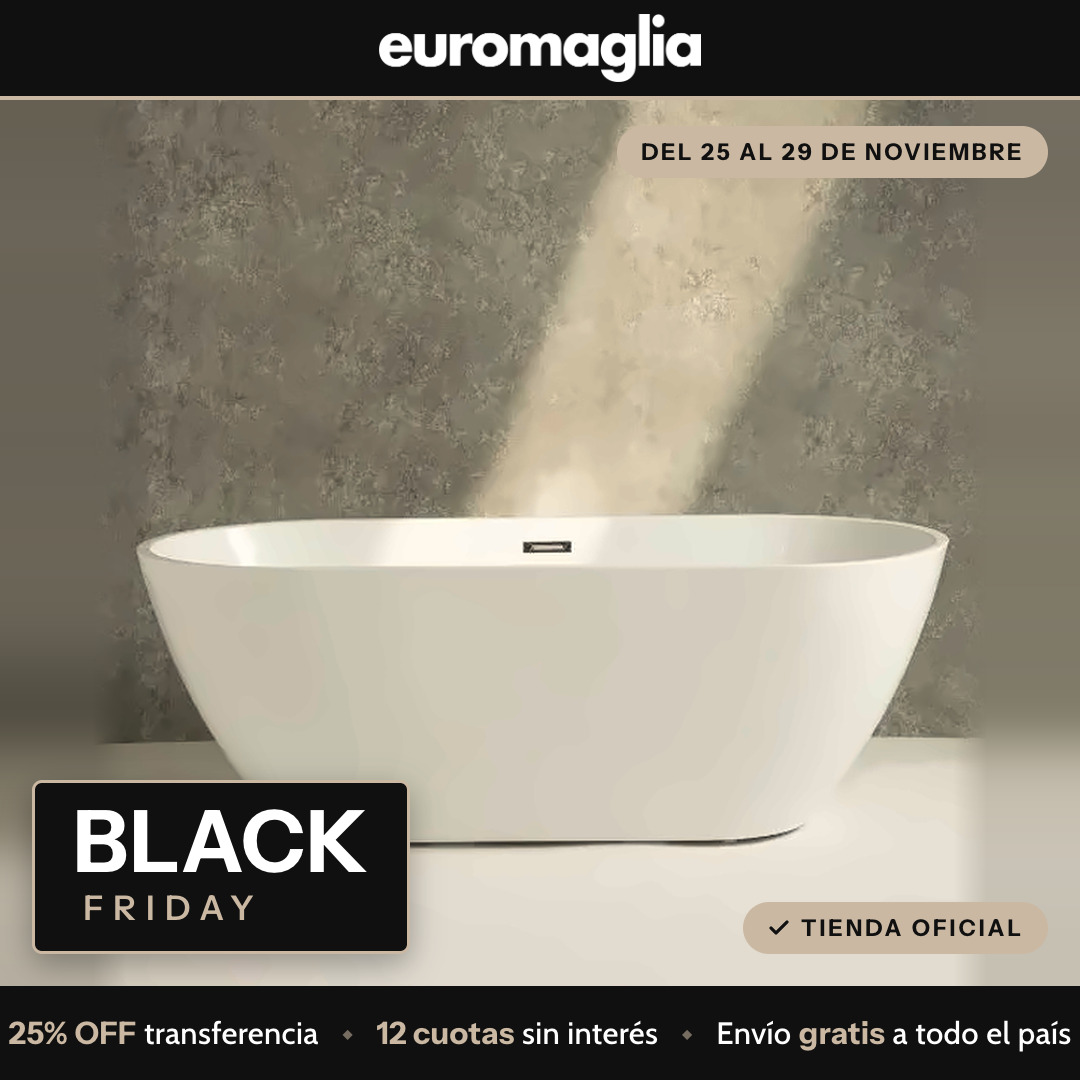 euromaglia
DEL 25 AL 29 DE NOVIEMBRE
BLACK
FRIDAY
✓ TIENDA OFICIAL
25% OFF transferencia ◆ 12 cuotas sin interés ◆ Envío gratis a todo el país